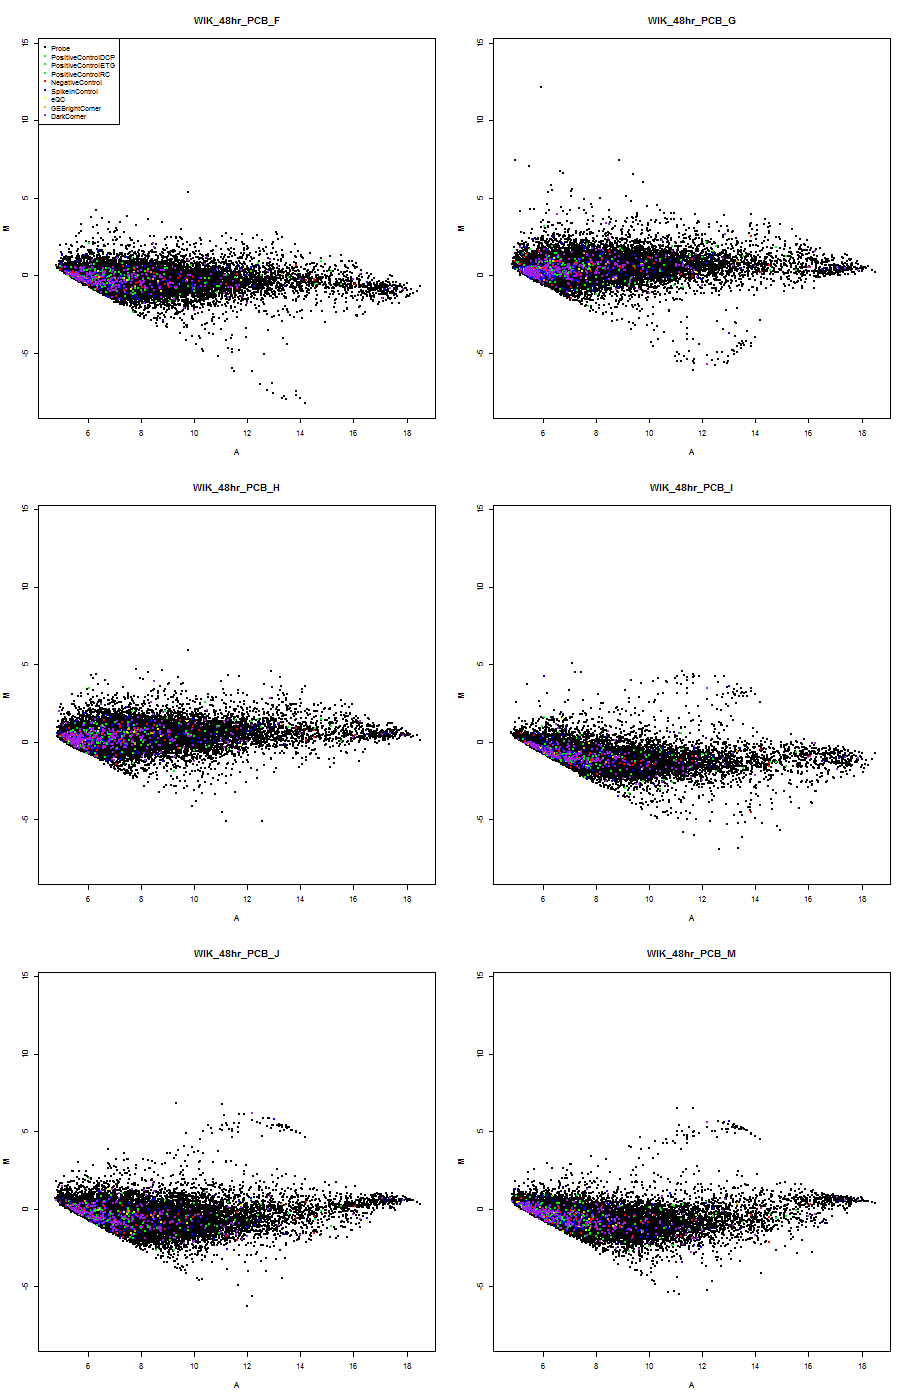 WIK_48hr_PCB_F
15
10
5
0
-5
M
Probe
PositiveControlDCP
PositiveControlETG
PositiveControlRC
NegativeControl
SpikeInControl
eQC
GEBrightCorner
DarkCorner
6 8 10 12 14 16 18
A
WIK_48hr_PCB_G
15
10
5
0
-5
M
6 8 10 12 14 16 18
A
WIK_48hr_PCB_H
15
10
5
0
-5
M
6 8 10 12 14 16 18
A
WIK_48hr_PCB_I
15
10
5
0
-5
M
6 8 10 12 14 16 18
A
WIK_48hr_PCB_J
15
10
5
0
-5
M
6 8 10 12 14 16 18
A
WIK_48hr_PCB_M
15
10
5
0
-5
M
6 8 10 12 14 16 18
A